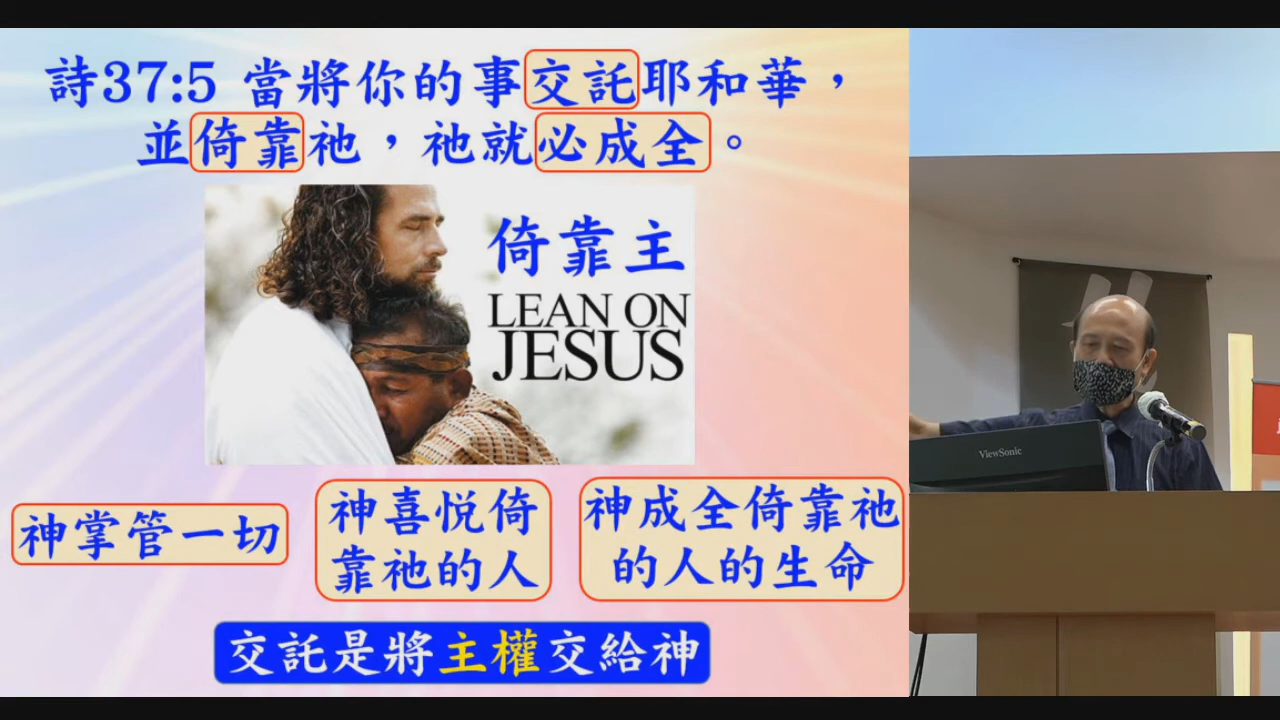 詩37:5 當將你的事交託耶和華，
並倚靠祂，祂就必成全。
倚靠主
LEAN ON
JESUS
神掌管一切
神喜悅倚
靠祂的人
神成全倚靠祂
的人的生命
交託是將主權交給神
ViewSonic